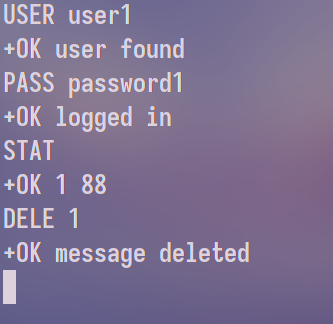 USER user1
+OK user found
PASS password1
+OK logged in
STAT
+OK 1 88
DELE 1
+OK message deleted